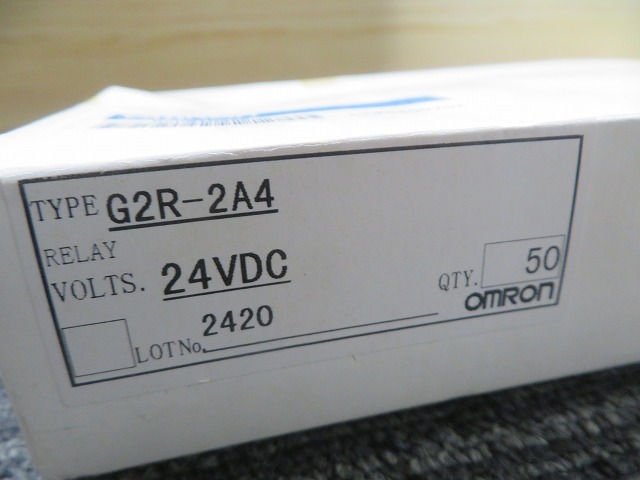 TYPE G2R-2A4
RELAY
VOLTS. 24VDC
QTY. 50
LOT No. 2420
OMRON